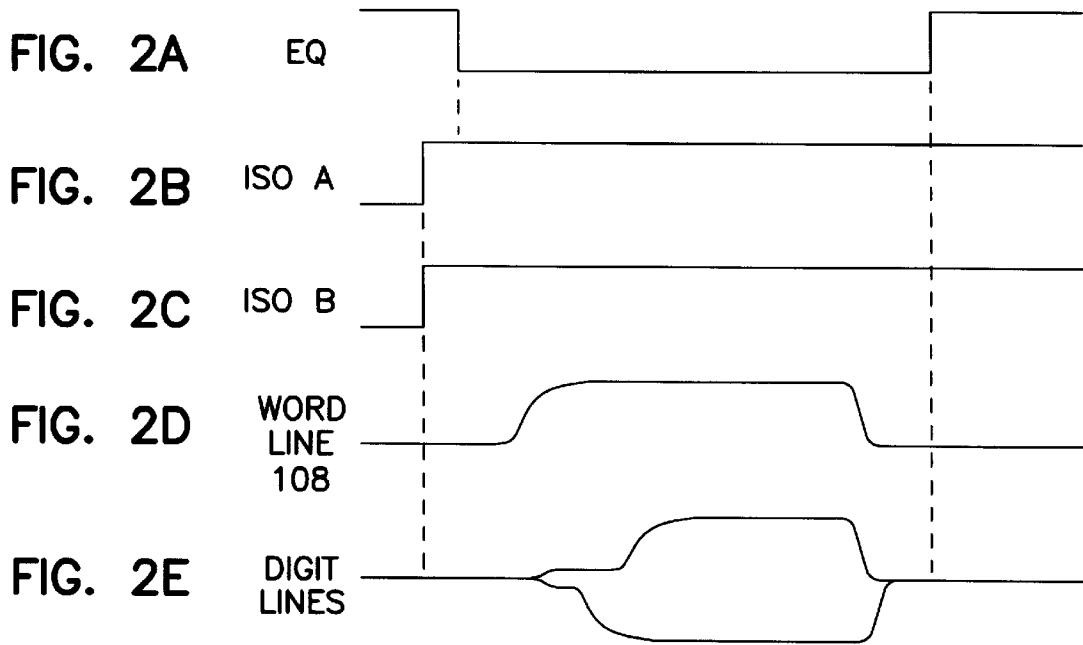 FIG. 2A EQ
FIG. 2B ISO A
FIG. 2C ISO B
FIG. 2D WORD
LINE
108
FIG. 2E DIGIT
LINES